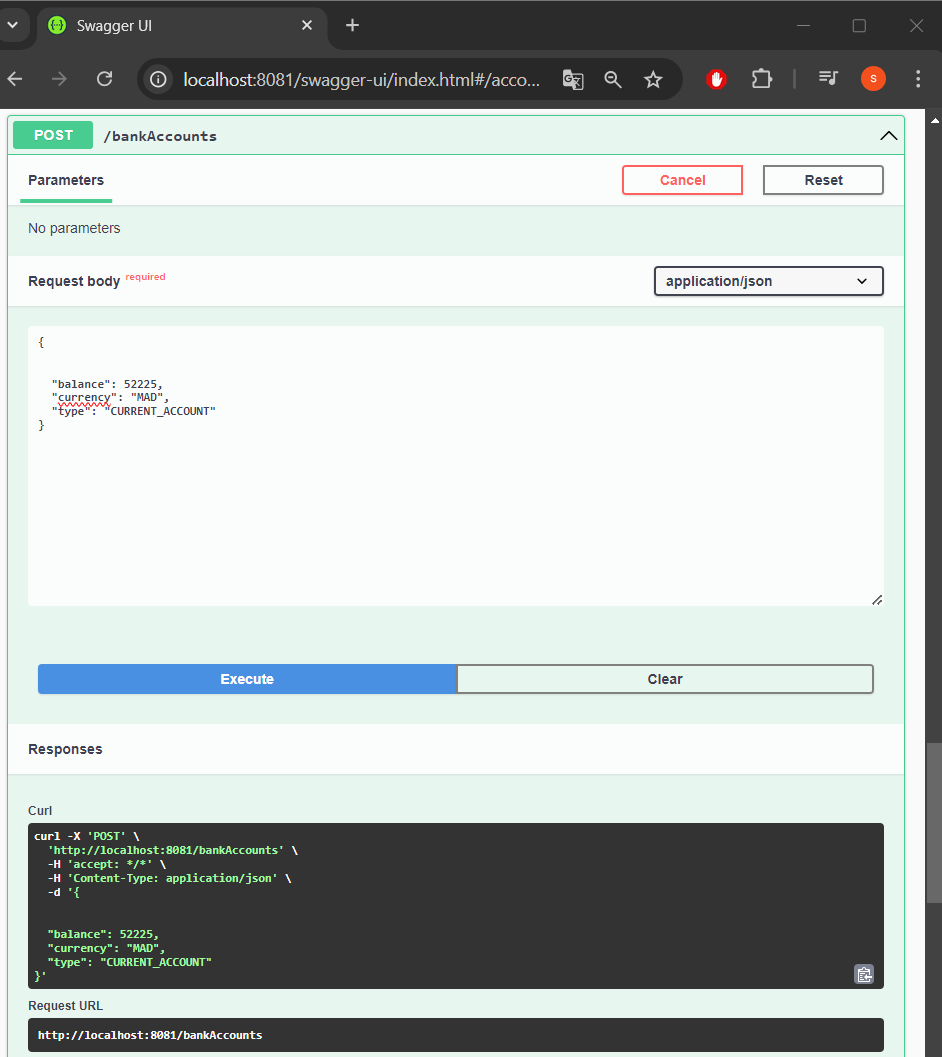 Swagger UI
localhost:8081/swagger-ui/index.html#/acco...
S
POST /bankAccounts
Parameters
Cancel
Reset
No parameters
Request body required
application/json
{
"balance": 52225,
"currency": "MAD",
"type": "CURRENT_ACCOUNT"
}
Execute
Clear
Responses
Curl
curl -X 'POST' \
'http://localhost:8081/bankAccounts' \
-H 'accept: */*' \
-H 'Content-Type: application/json' \
-d '{
"balance": 52225,
"currency": "MAD",
"type": "CURRENT_ACCOUNT"
}'
Request URL
http://localhost:8081/bankAccounts